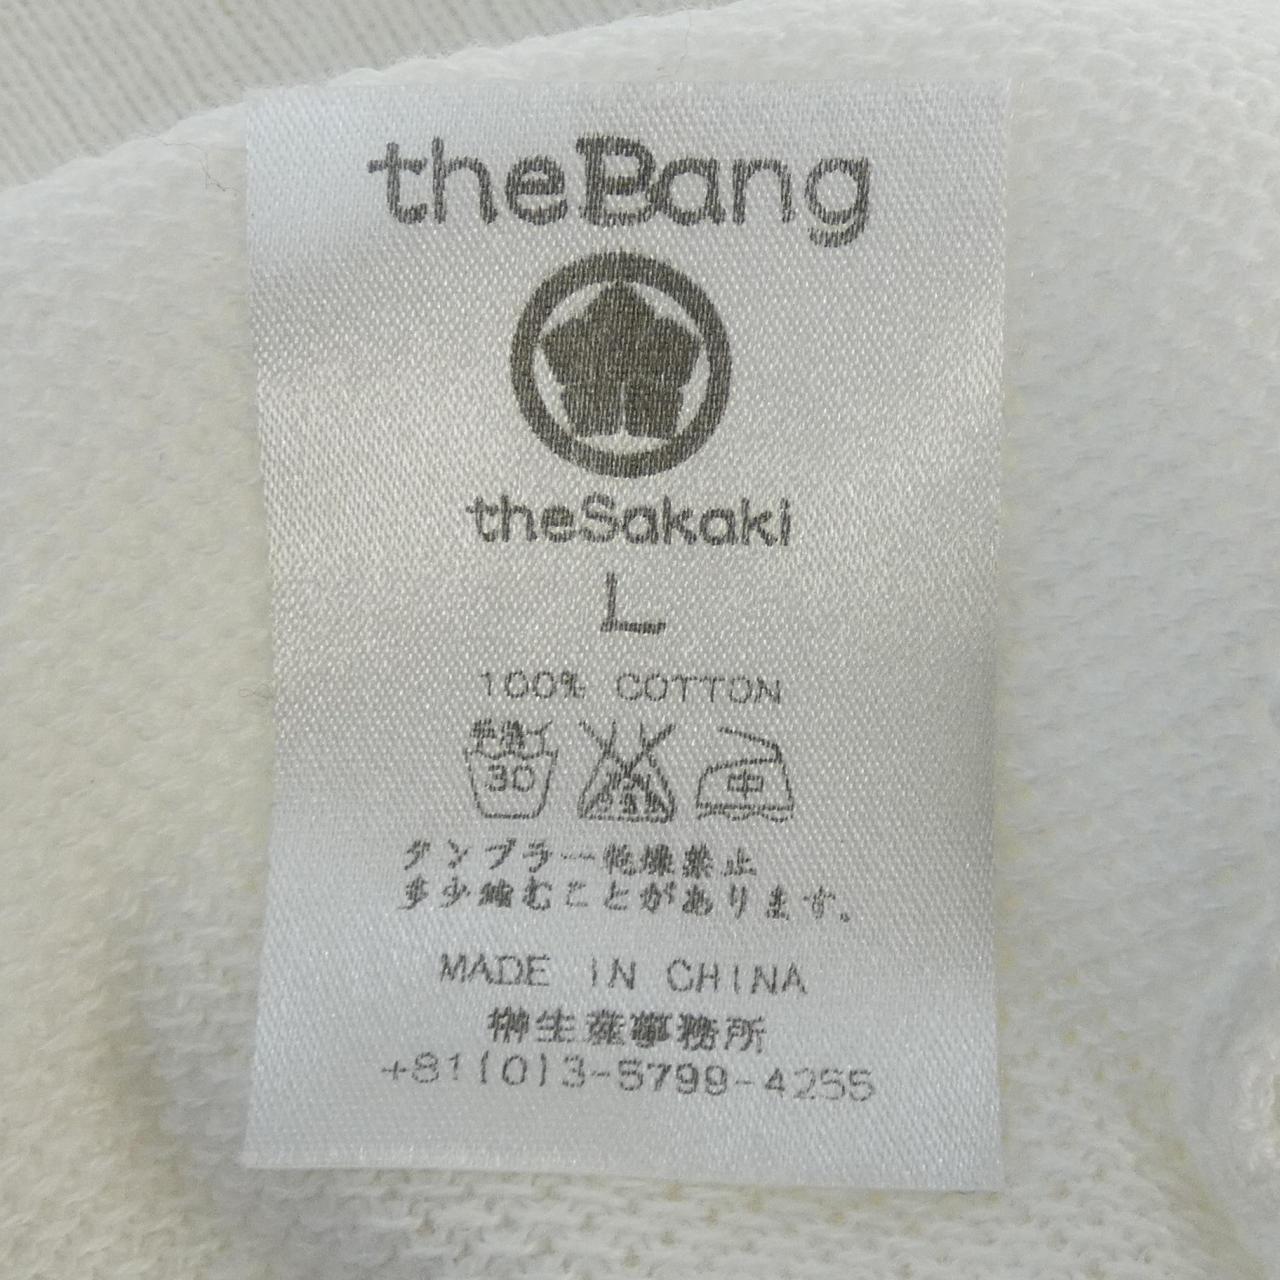 theBang
theSakaki
L
100% COTTON
30 中
タンブラー乾燥禁止
多少縮むことがあります。
MADE IN CHINA
榊生産事務所
+81(0)3-5799-4255